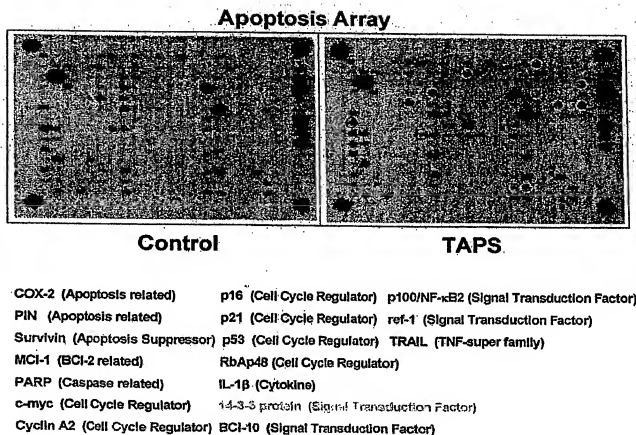 Apoptosis Array
Control TAPS
COX-2 (Apoptosis related) p16 (Cell Cycle Regulator) p100/NF-κB2 (Signal Transduction Factor)
PIN (Apoptosis related) p21 (Cell Cycle Regulator) ref-1 (Signal Transduction Factor)
Survivin (Apoptosis Suppressor) p53 (Cell Cycle Regulator) TRAIL (TNF-super family)
MCl-1 (BCl-2 related) RbAp48 (Cell Cycle Regulator)
PARP (Caspase related) IL-1β (Cytokine)
c-myc (Cell Cycle Regulator) 14-3-3 protein (Signal Transduction Factor)
Cyclin A2 (Cell Cycle Regulator) BCl-10 (Signal Transduction Factor)